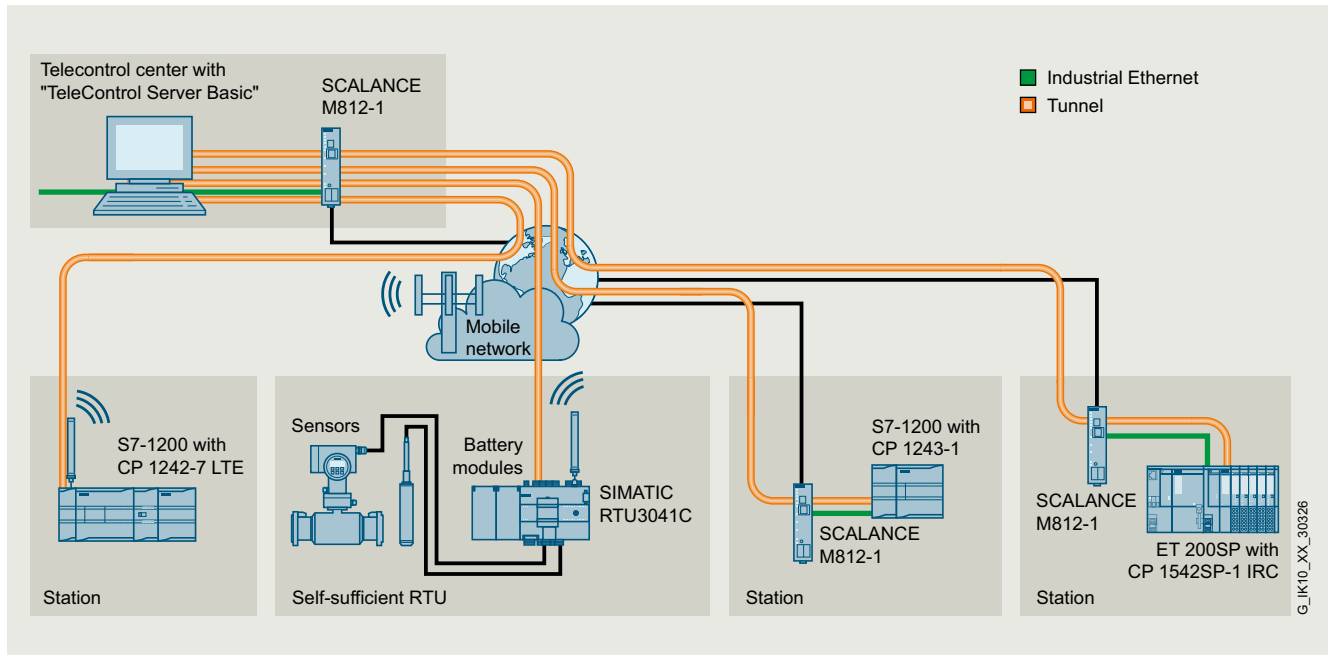 Telecontrol center with
"TeleControl Server Basic"
SCALANCE
M812-1
Industrial Ethernet
Tunnel
Mobile
network
S7-1200 with
CP 1242-7 LTE
Station
Sensors
Battery
modules
SIMATIC
RTU3041C
Self-sufficient RTU
S7-1200 with
CP 1243-1
SCALANCE
M812-1
Station
SCALANCE
M812-1
ET 200SP with
CP 1542SP-1 IRC
Station
G_IK10_XX_30326